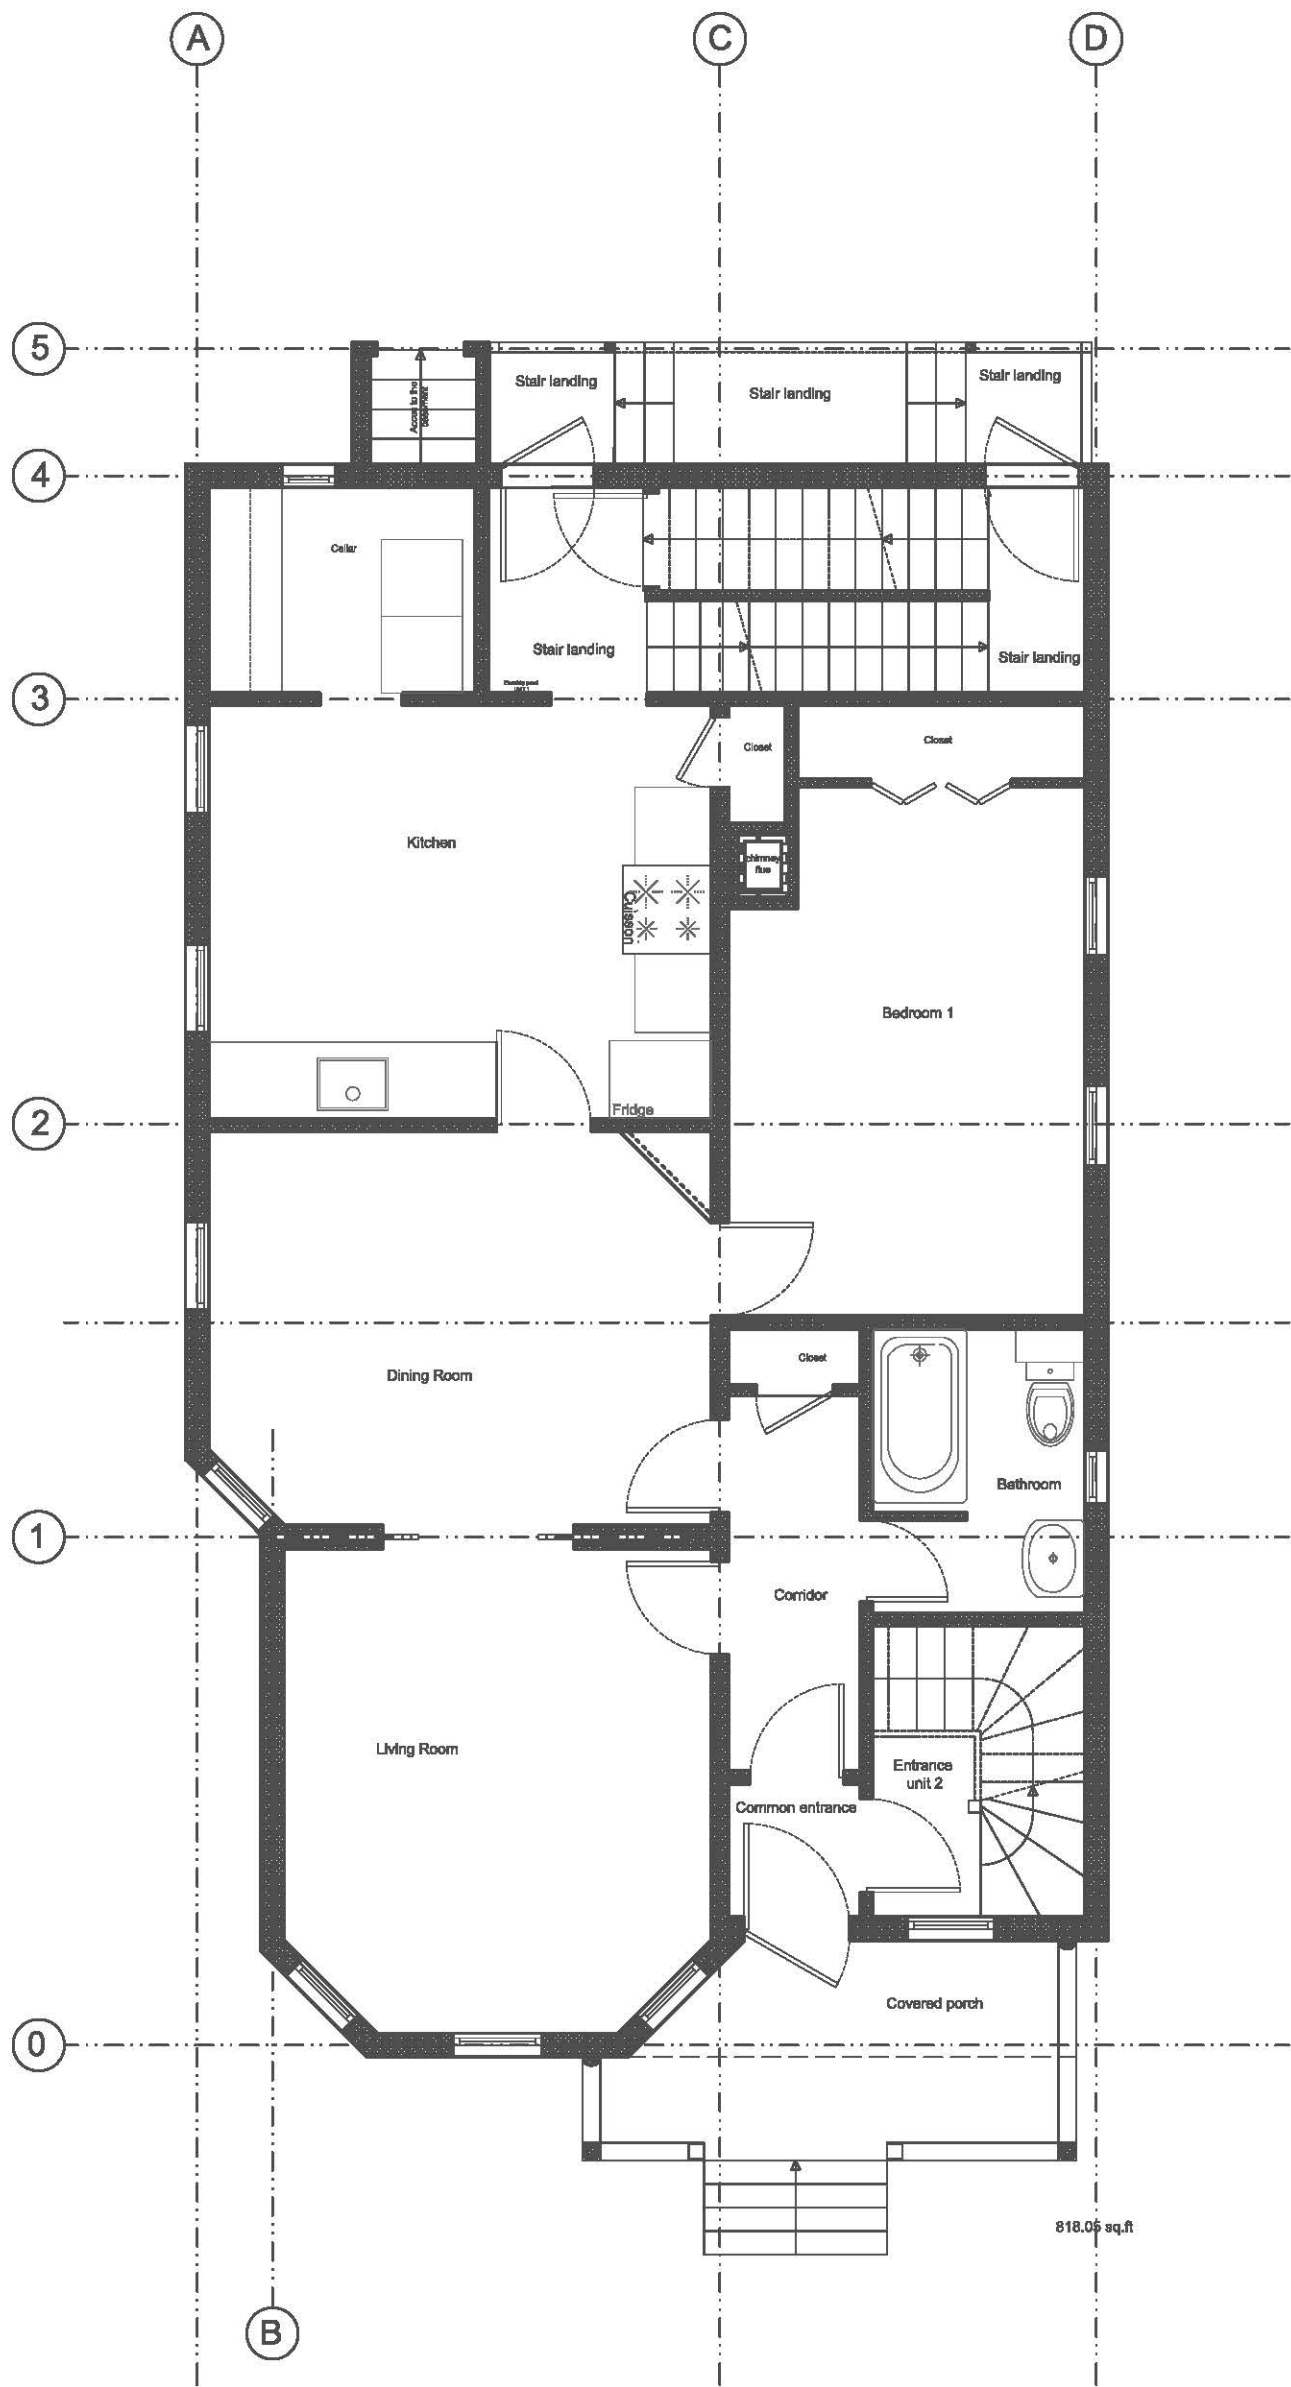 A
C
D
5
Stair landing
Stair landing
Stair landing
4
Cellar
Stair landing
Stair landing
3
Closet
Closet
Kitchen
chimney
flue
Cuisson.
Bedroom 1
Fridge
2
Closet
Dining Room
Bathroom
1
Corridor
Living Room
Entrance
unit 2
Common entrance
Covered porch
0
818.05 sq.ft
B